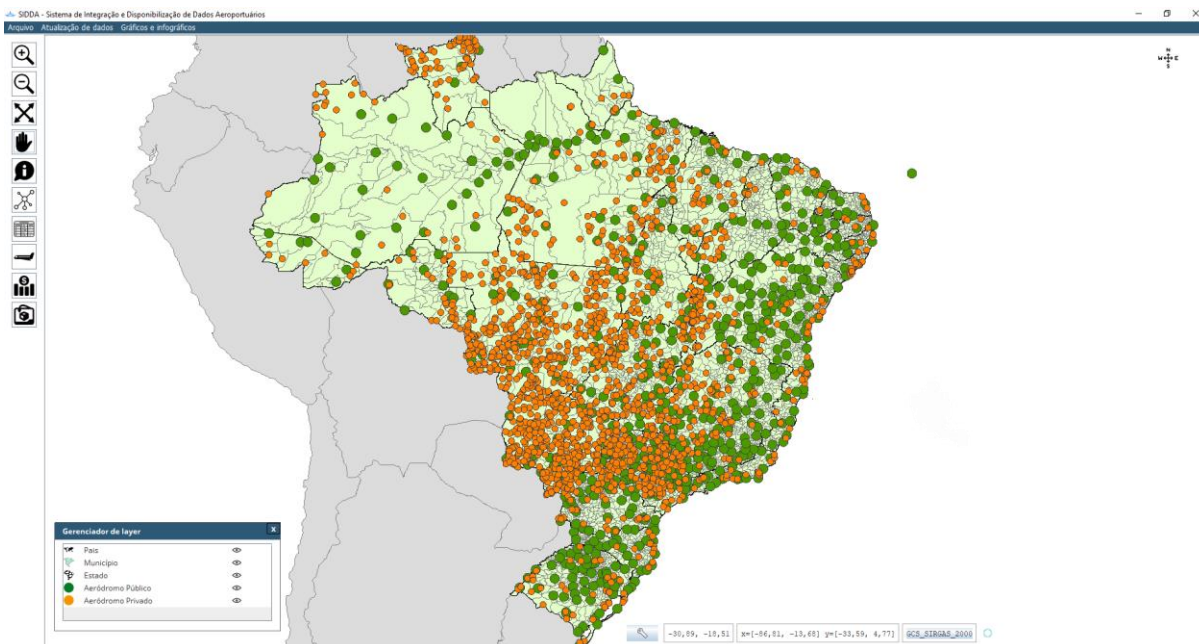 SIDDA - Sistema de Integração e Disponibilização de Dados Aeroportuários
Arquivo Atualização de dados Gráficos e infográficos
N
W E
S
Gerenciador de layer X
País
Município
Estado
Aeródromo Público
Aeródromo Privado
-30,89, -18,51 x=[-86,81, -13,68] y=[-33,59, 4,77] GCS_SIRGAS_2000